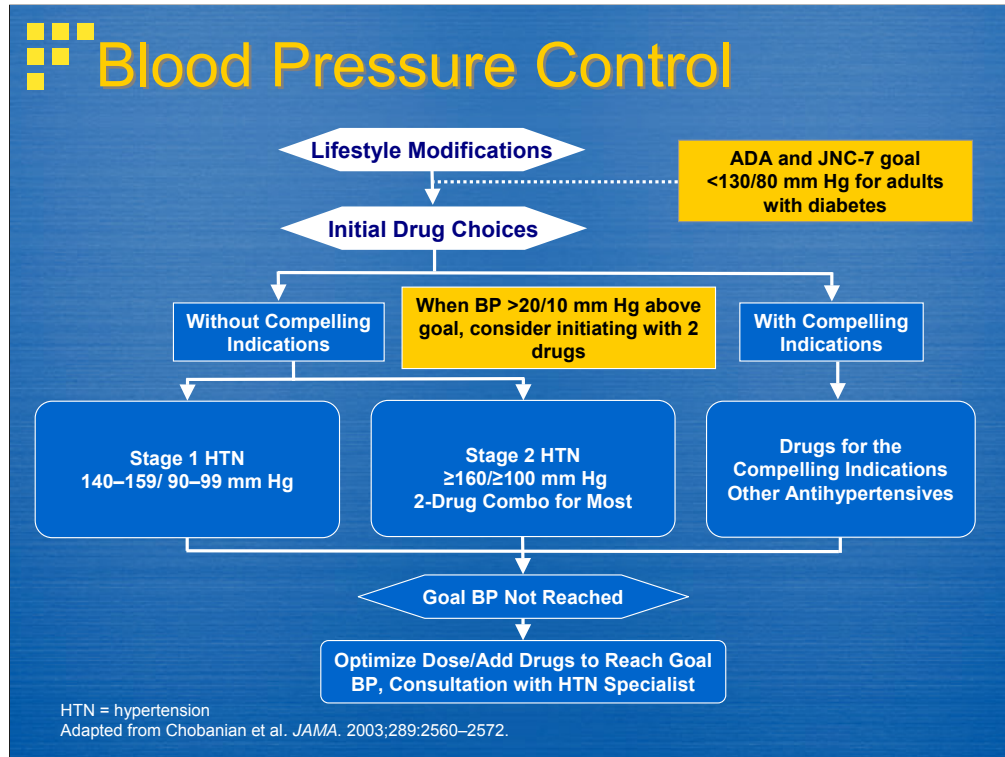 Blood Pressure Control
Lifestyle Modifications
ADA and JNC-7 goal
<130/80 mm Hg for adults
with diabetes
Initial Drug Choices
Without Compelling
Indications
When BP >20/10 mm Hg above
goal, consider initiating with 2
drugs
With Compelling
Indications
Stage 1 HTN
140–159/ 90–99 mm Hg
Stage 2 HTN
≥160/≥100 mm Hg
2-Drug Combo for Most
Drugs for the
Compelling Indications
Other Antihypertensives
Goal BP Not Reached
Optimize Dose/Add Drugs to Reach Goal
BP, Consultation with HTN Specialist
HTN = hypertension
Adapted from Chobanian et al. JAMA. 2003;289:2560–2572.